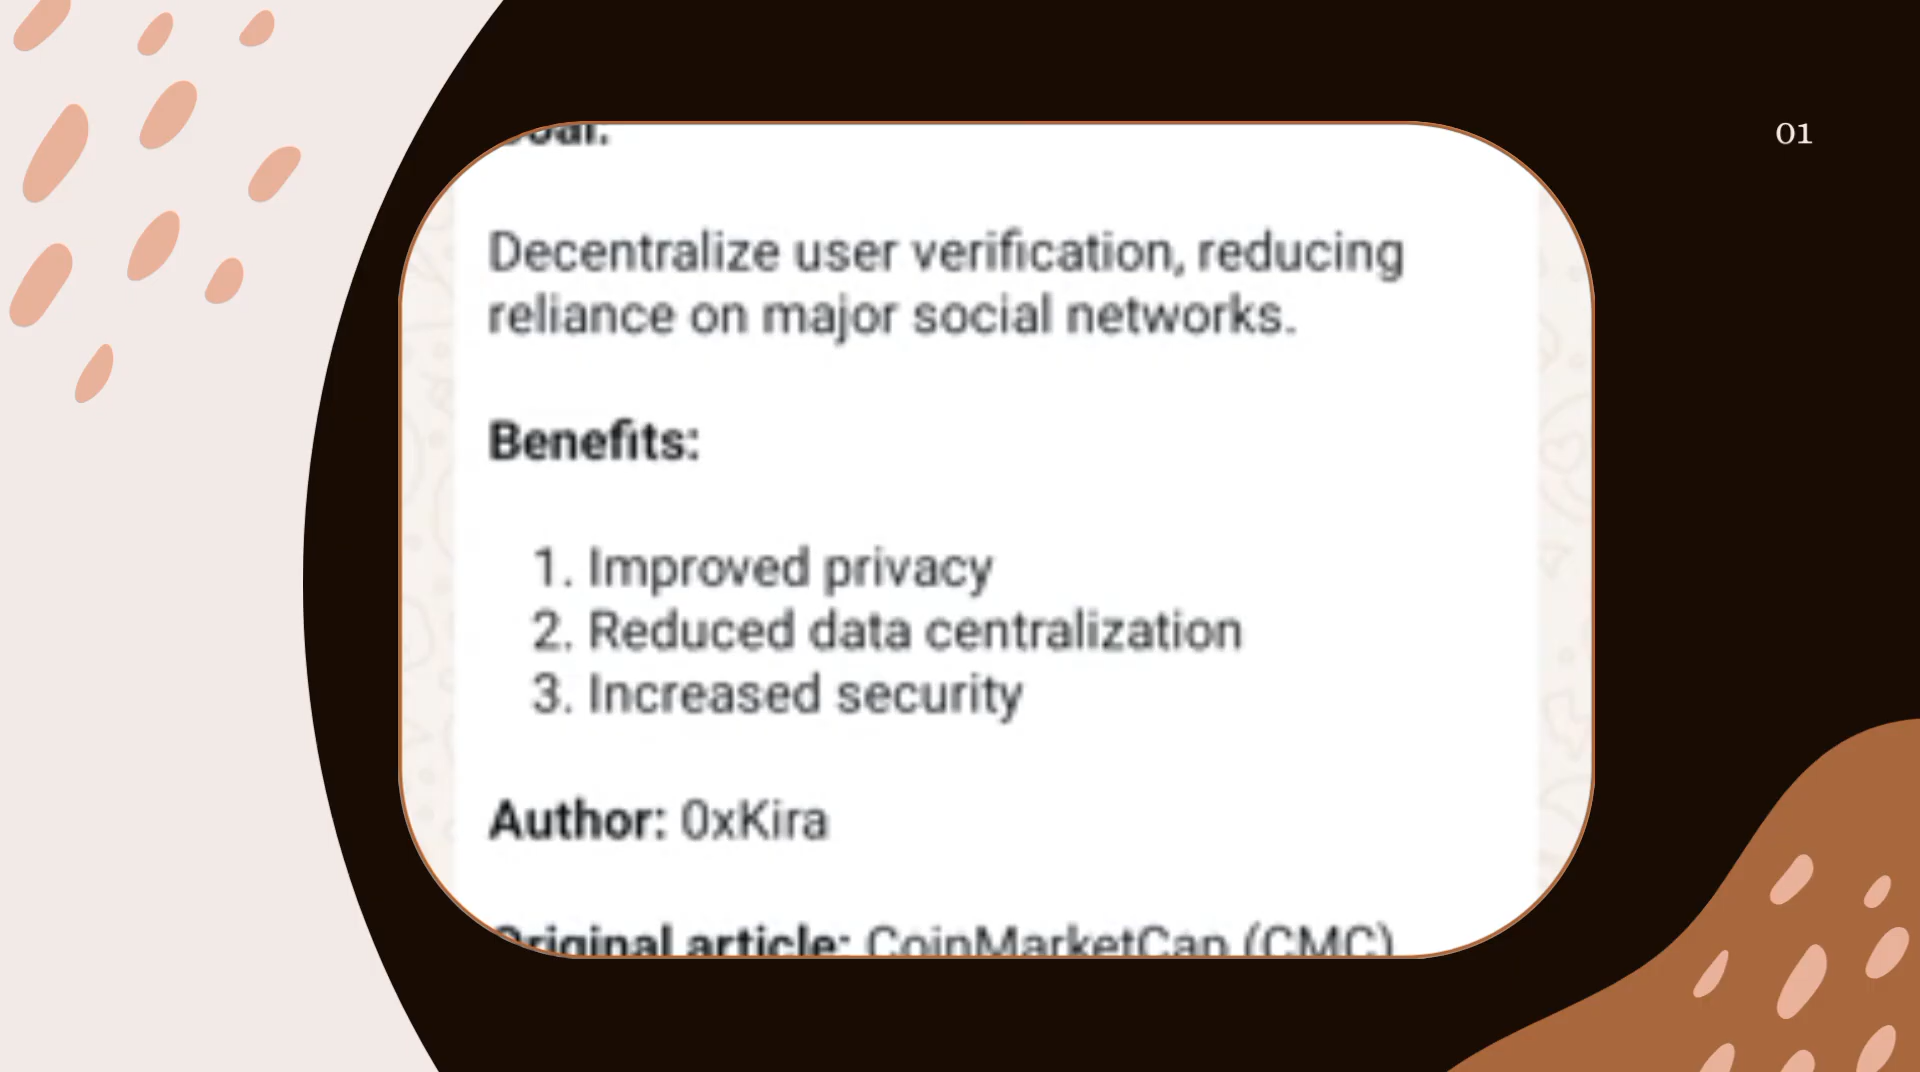 01
Decentralize user verification, reducing
reliance on major social networks.
Benefits:
1. Improved privacy
2. Reduced data centralization
3. Increased security
Author: 0xKira
Original article: CoinMarketCap (CMC)